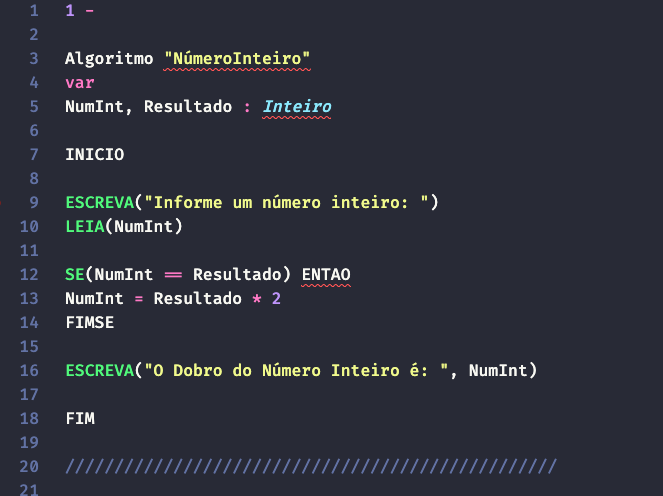 1 1 -
2
3 Algoritmo "NúmeroInteiro"
4 var
5 NumInt, Resultado : Inteiro
6
7 INICIO
8
9 ESCREVA("Informe um número inteiro: ")
10 LEIA(NumInt)
11
12 SE(NumInt == Resultado) ENTAO
13 NumInt = Resultado * 2
14 FIMSE
15
16 ESCREVA("O Dobro do Número Inteiro é: ", NumInt)
17
18 FIM
19
20 //////////////////////////////////////////////////
21